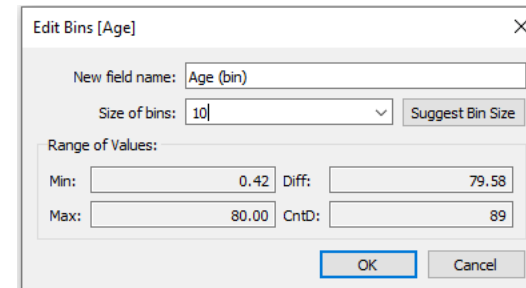 Edit Bins [Age]
New field name: Age (bin)
Size of bins: 10 Suggest Bin Size
Range of Values:
Min: 0.42 Diff: 79.58
Max: 80.00 CntD: 89
OK Cancel